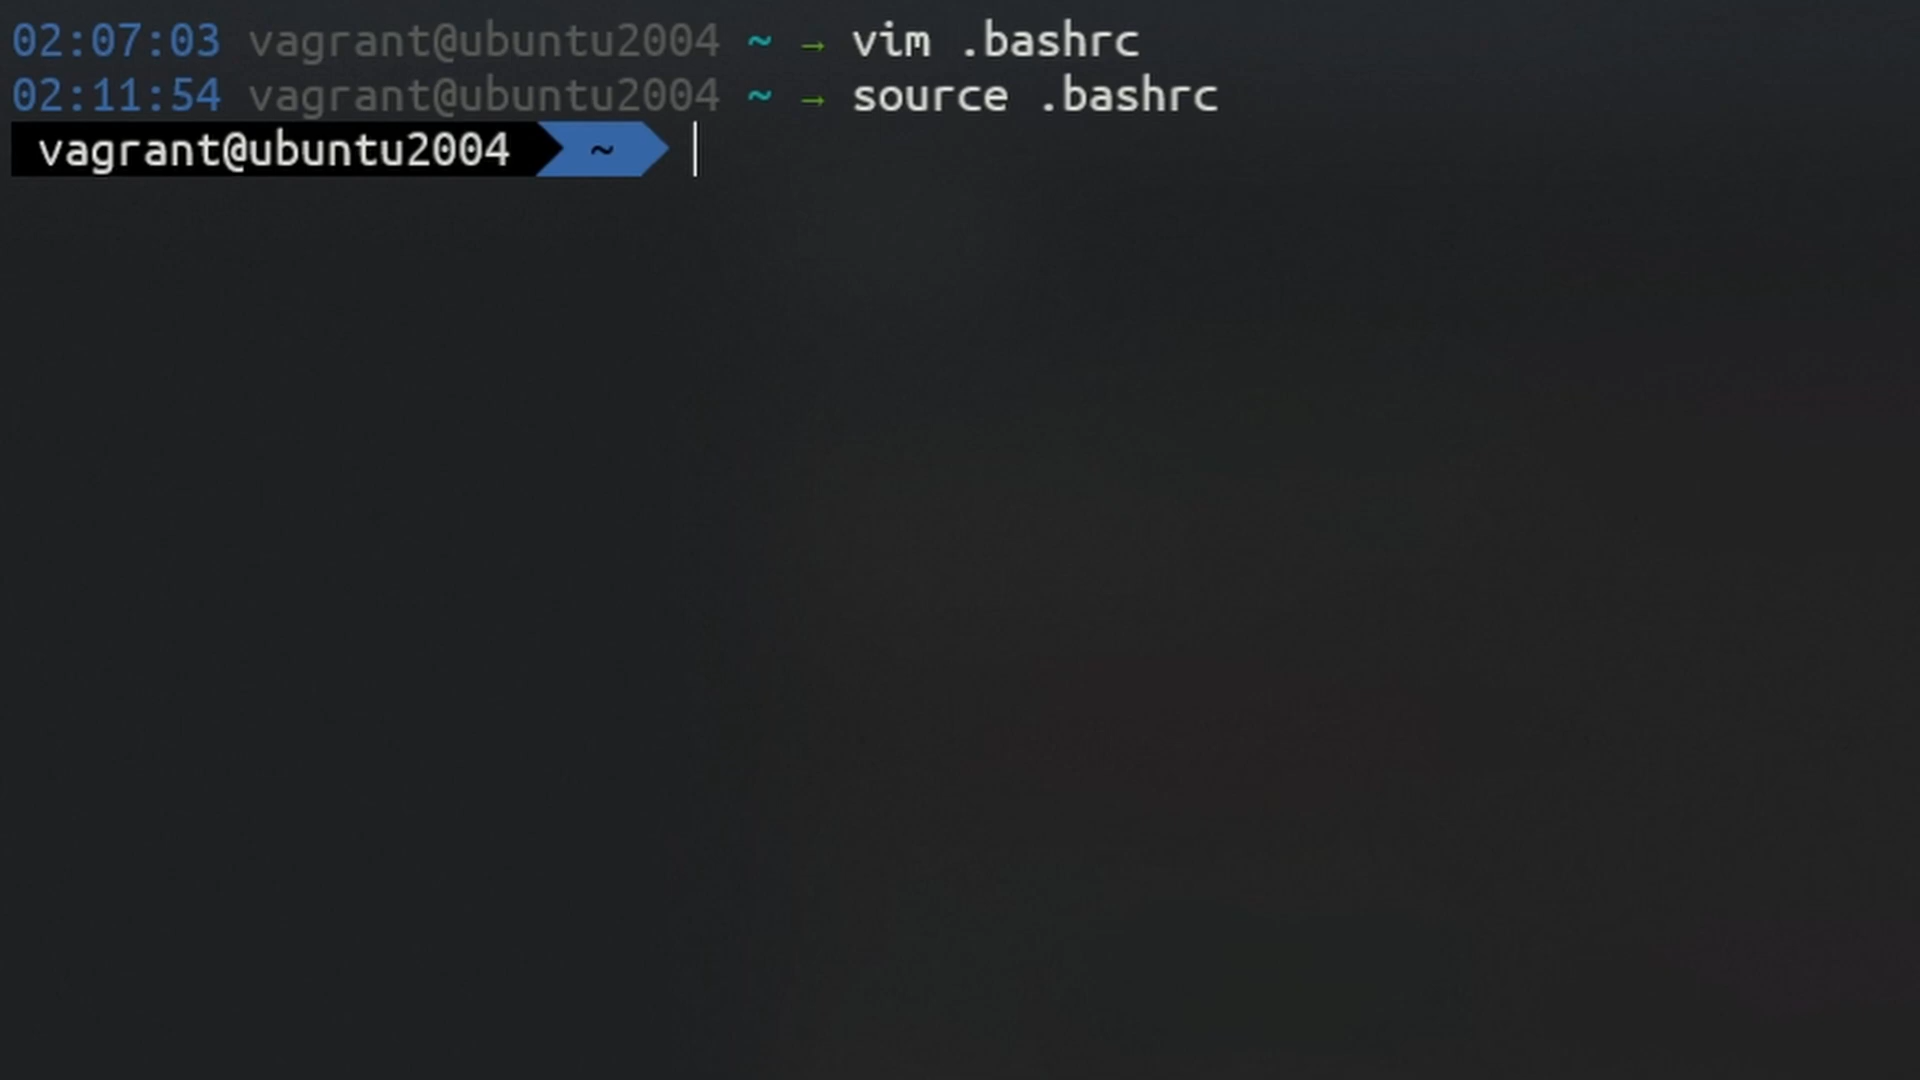 02:07:03 vagrant@ubuntu2004 ~ → vim .bashrc
02:11:54 vagrant@ubuntu2004 ~ → source .bashrc
vagrant@ubuntu2004 ~